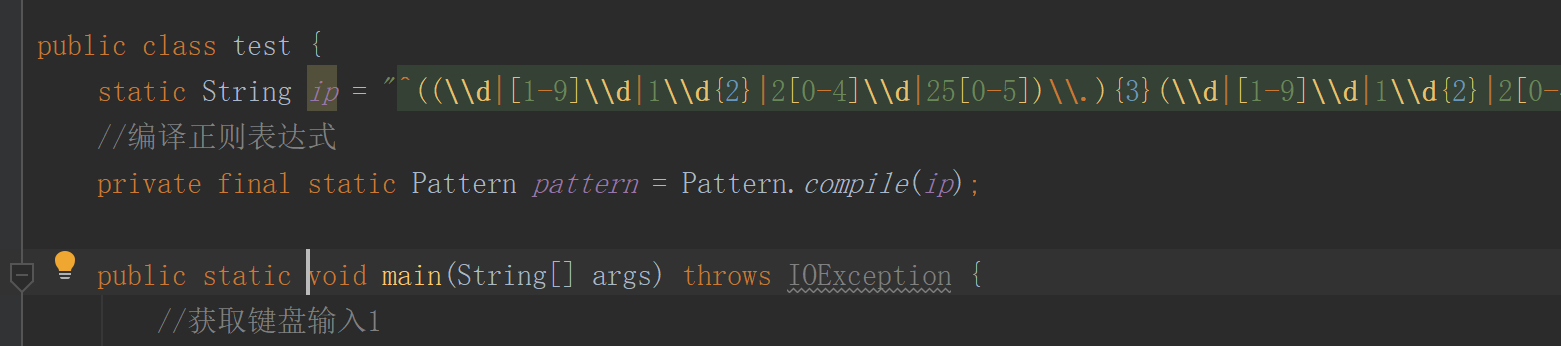 public class test {
static String ip = "^((\\d|[1-9]\\d|1\\d{2}|2[0-4]\\d|25[0-5])\\.){3}(\\d|[1-9]\\d|1\\d{2}|2[0-
//编译正则表达式
private final static Pattern pattern = Pattern.compile(ip);
public static void main(String[] args) throws IOException {
//获取键盘输入1